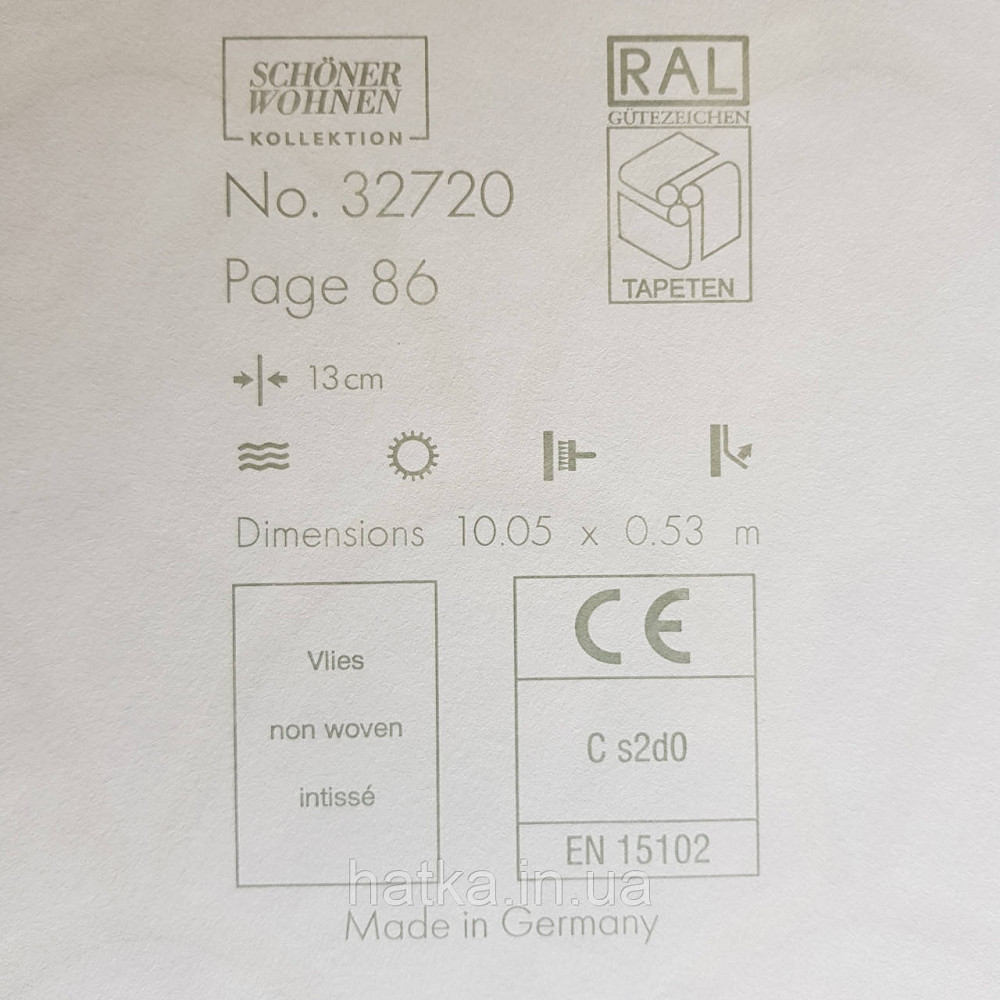 SCHÖNER
WOHNEN
KOLLEKTION
RAL
GÜTEZEICHEN
TAPETEN
No. 32720
Page 86
13 cm
Dimensions 10.05 x 0.53 m
Vlies
non woven
intissé
CE
C s2d0
EN 15102
hatka.in.ua
Made in Germany